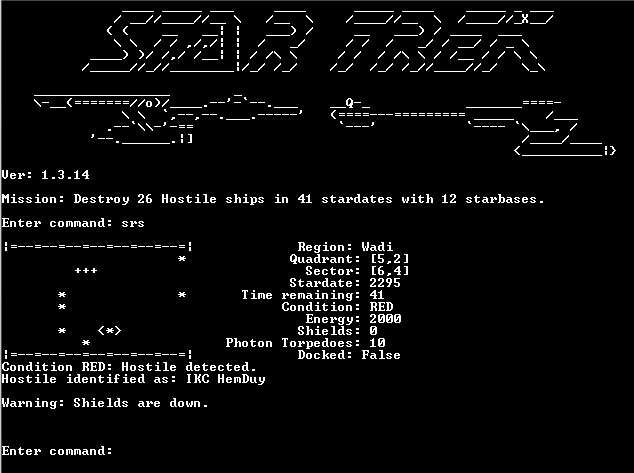 STAR TREK
Ver: 1.3.14
Mission: Destroy 26 Hostile ships in 41 stardates with 12 starbases.
Enter command: srs
|=--=--=--=--=--=--=--=| Region: Wadi
* Quadrant: [5,2]
+++ Sector: [6,4]
Stardate: 2295
* * Time remaining: 41
* Condition: RED
Energy: 2000
* <*> Shields: 0
* Photon Torpedoes: 10
|=--=--=--=--=--=--=--=| Docked: False
Condition RED: Hostile detected.
Hostile identified as: IKC HemDuy
Warning: Shields are down.
Enter command: